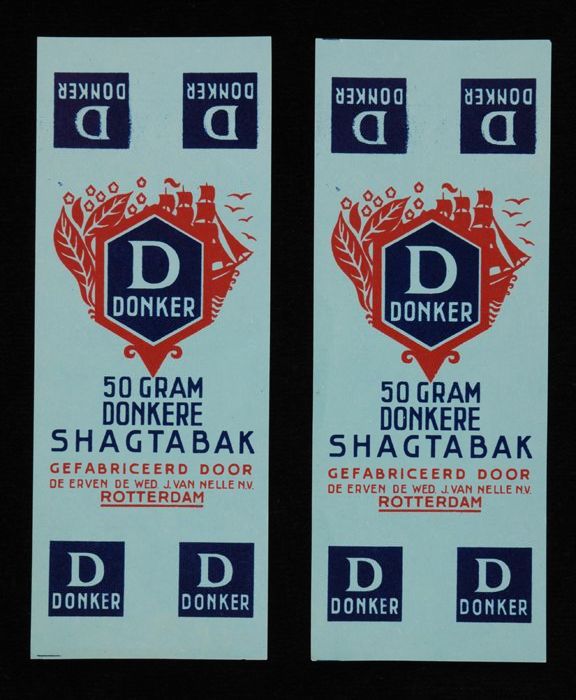 DONKER
D
DONKER
D
D
DONKER
50 GRAM
DONKERE
SHAGTABAK
GEFABRICEERD DOOR
DE ERVEN DE WED. J. VAN NELLE N.V.
ROTTERDAM
D
DONKER
D
DONKER
DONKER
D
DONKER
D
D
DONKER
50 GRAM
DONKERE
SHAGTABAK
GEFABRICEERD DOOR
DE ERVEN DE WED. J. VAN NELLE N.V.
ROTTERDAM
D
DONKER
D
DONKER